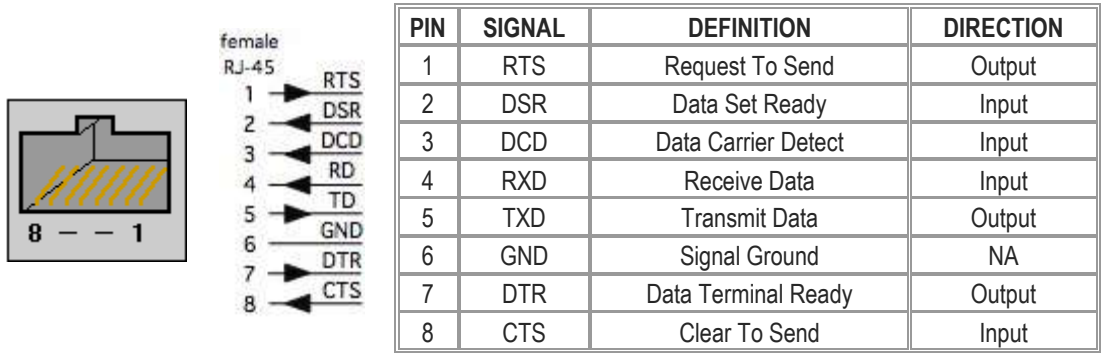 8 – – 1
female
RJ-45
1 RTS
2 DSR
3 DCD
4 RD
5 TD
6 GND
7 DTR
8 CTS
PIN SIGNAL DEFINITION DIRECTION
1 RTS Request To Send Output
2 DSR Data Set Ready Input
3 DCD Data Carrier Detect Input
4 RXD Receive Data Input
5 TXD Transmit Data Output
6 GND Signal Ground NA
7 DTR Data Terminal Ready Output
8 CTS Clear To Send Input